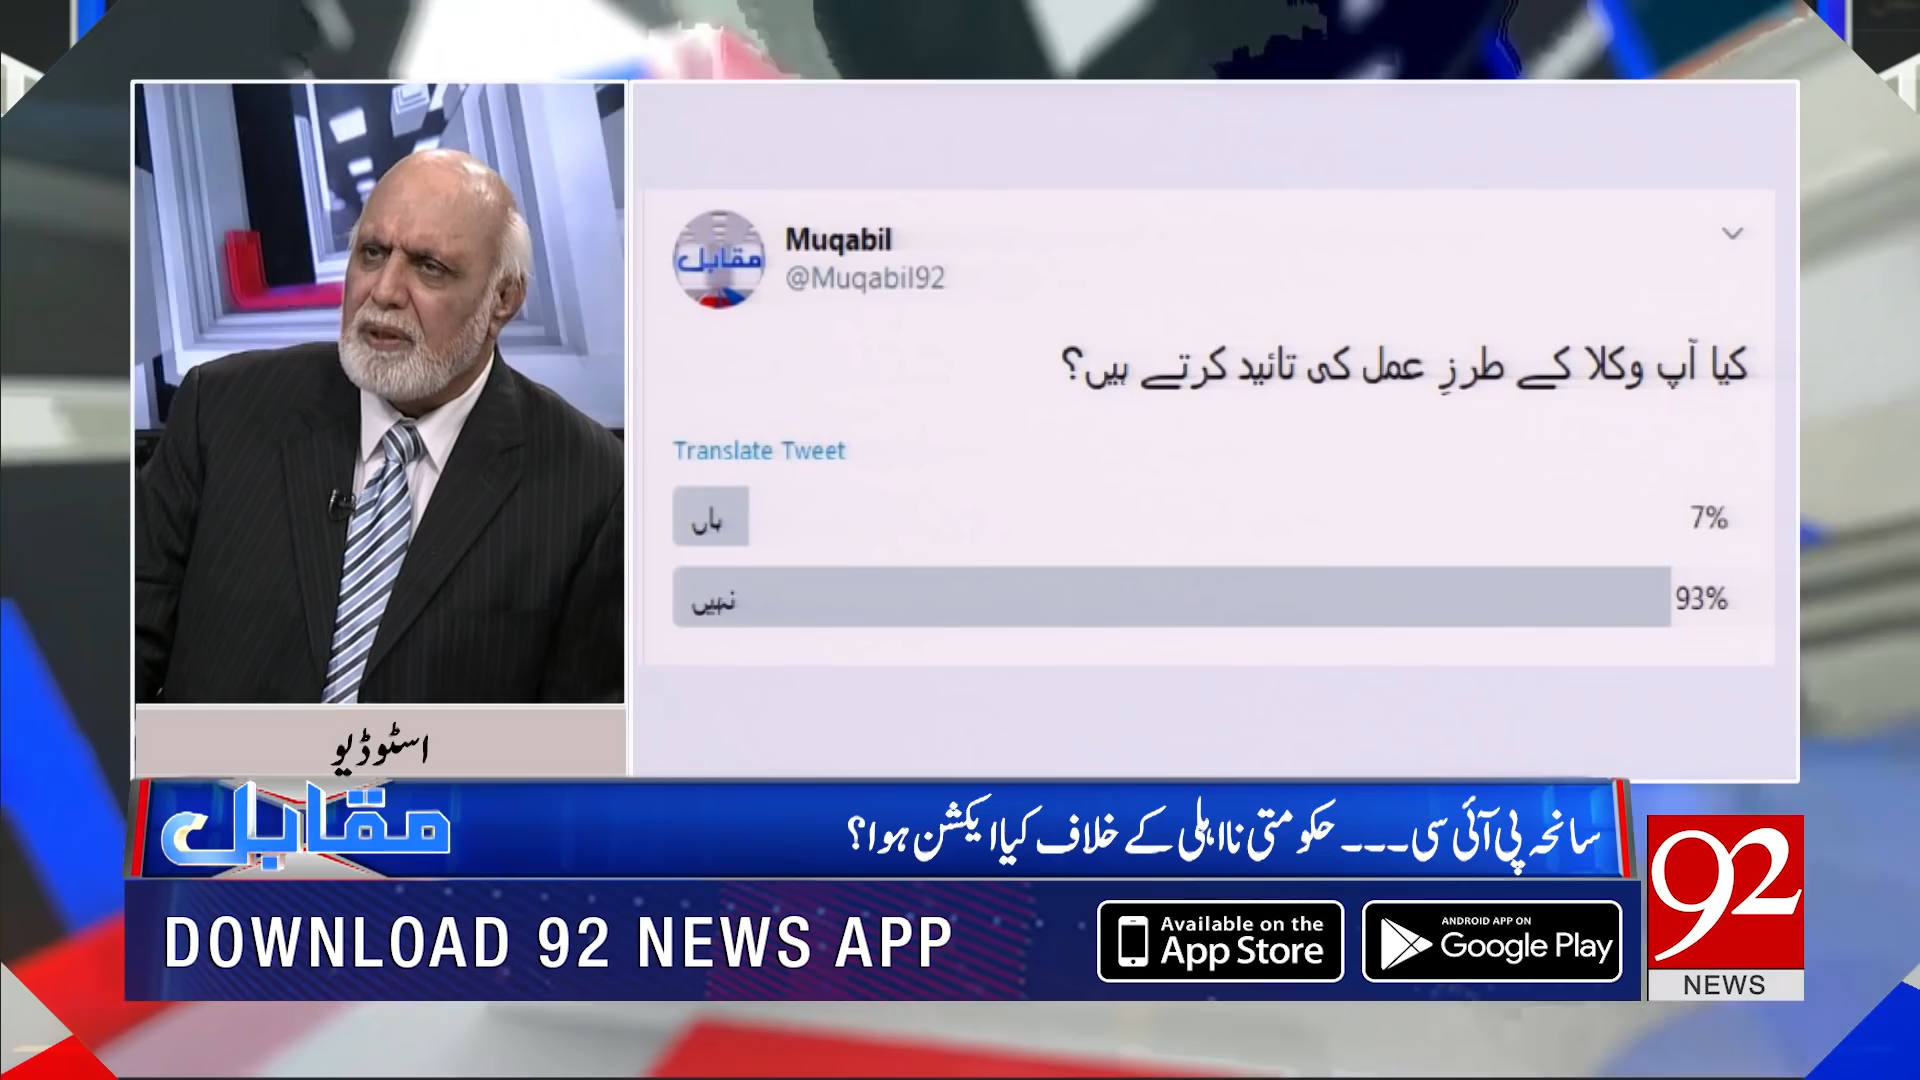 مقابل
Muqabil
@Muqabil92
کیا آپ وکلا کے طرزِ عمل کی تائید کرتے ہیں؟
Translate Tweet
ہاں
7%
نہیں
93%
اسٹوڈیو
مقابل
سانحہ پی آئی سی ۔۔۔ حکومتی نااہلی کے خلاف کیا ایکشن ہوا؟
DOWNLOAD 92 NEWS APP
Available on the
App Store
ANDROID APP ON
Google Play
92
NEWS